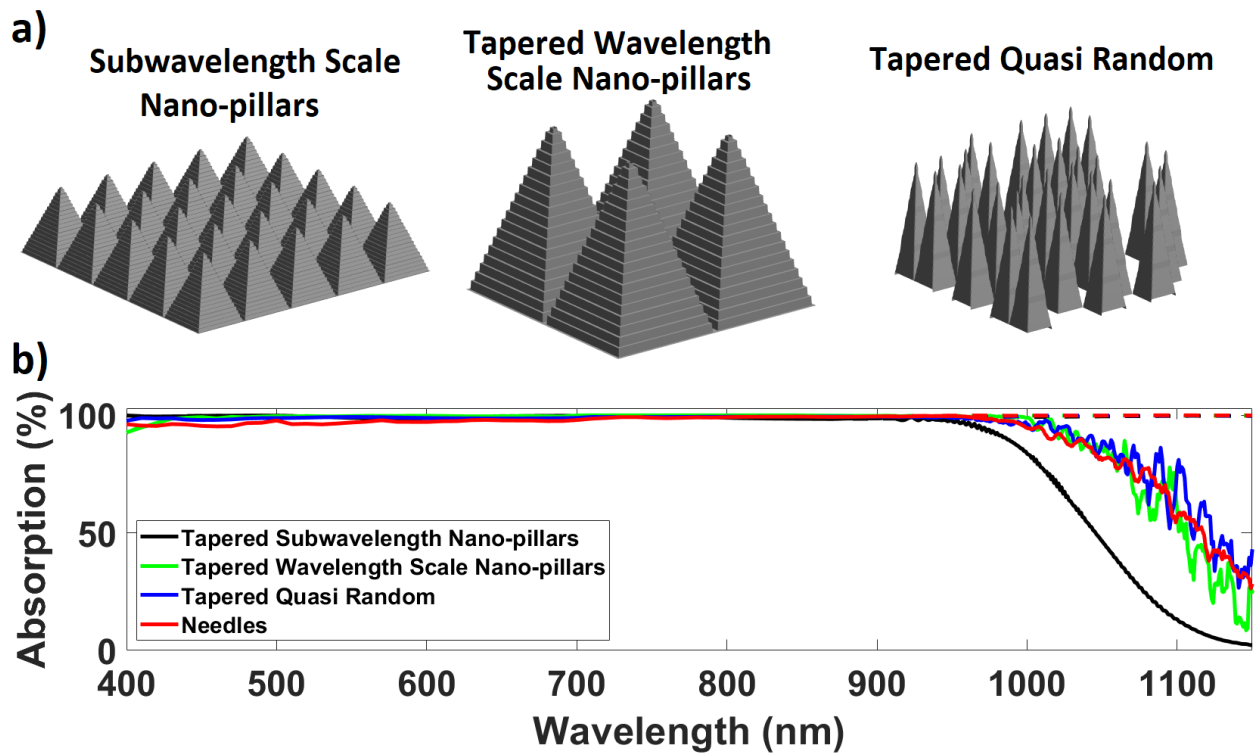 a)
Subwavelength Scale
Nano-pillars
Tapered Wavelength
Scale Nano-pillars
Tapered Quasi Random
b)
Absorption (%)
100
50
0
Tapered Subwavelength Nano-pillars
Tapered Wavelength Scale Nano-pillars
Tapered Quasi Random
Needles
400 500 600 700 800 900 1000 1100
Wavelength (nm)